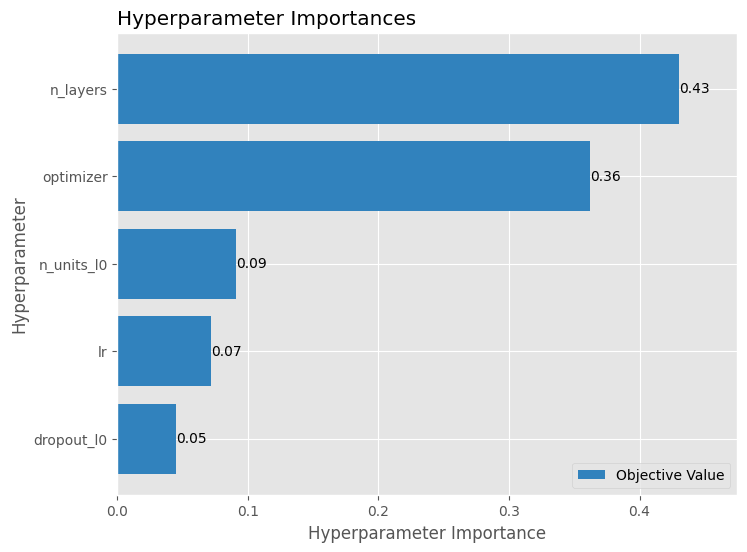 Hyperparameter Importances
Hyperparameter
n_layers
0.43
optimizer
0.36
n_units_l0
0.09
lr
0.07
dropout_l0
0.05
Objective Value
0.0 0.1 0.2 0.3 0.4
Hyperparameter Importance